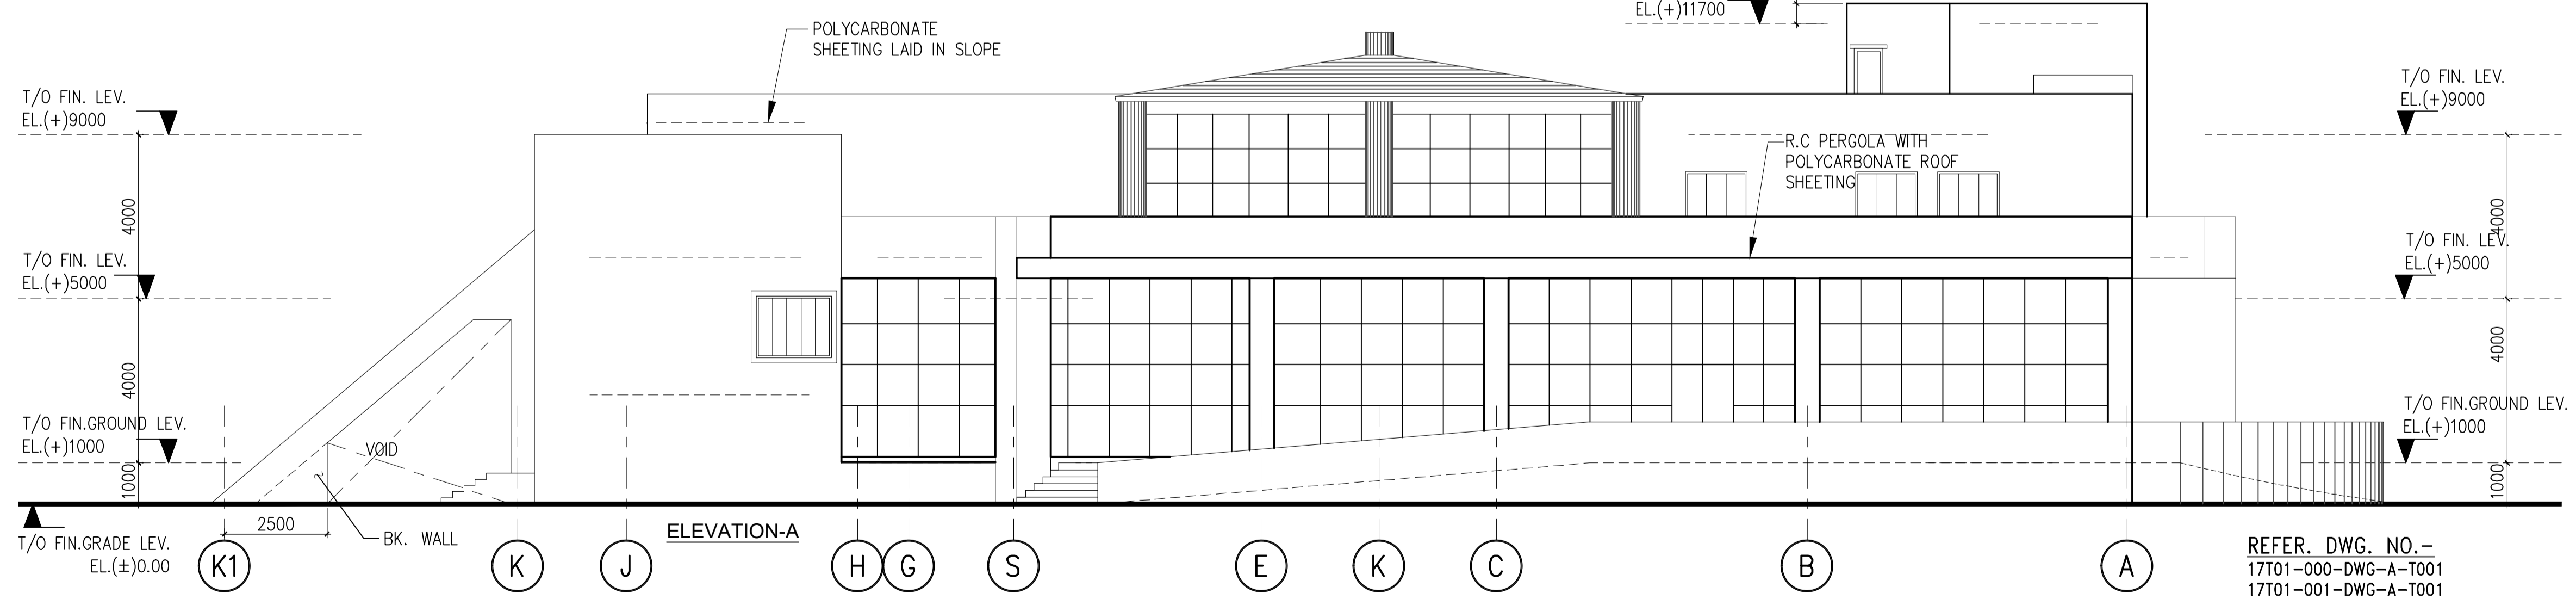 EL.(+)11700
POLYCARBONATE
SHEETING LAID IN SLOPE
T/O FIN. LEV.
EL.(+)9000
T/O FIN. LEV.
EL.(+)9000
R.C PERGOLA WITH
POLYCARBONATE ROOF
SHEETING
4000
4000
T/O FIN. LEV.
EL.(+)5000
T/O FIN. LEV.
EL.(+)5000
4000
4000
T/O FIN.GROUND LEV.
EL.(+)1000
T/O FIN.GROUND LEV.
EL.(+)1000
VOID
1000
1000
2500
BK. WALL
ELEVATION-A
T/O FIN.GRADE LEV.
EL.(±)0.00
K1
K
J
H
G
S
E
K
C
B
A
REFER. DWG. NO.-
17T01-000-DWG-A-T001
17T01-001-DWG-A-T001